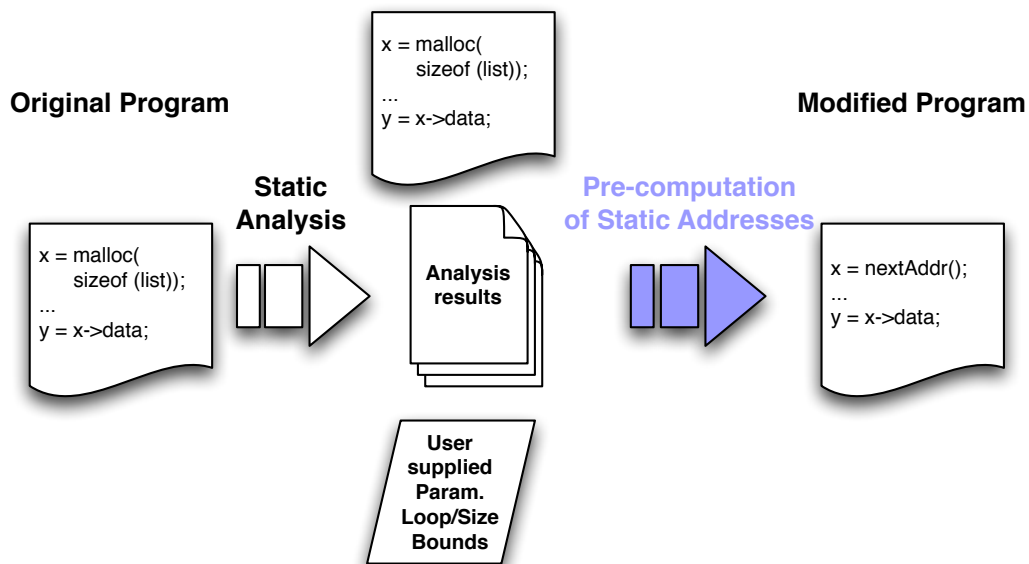 Original Program
x = malloc(
sizeof (list));
...
y = x->data;
Static
Analysis
x = malloc(
sizeof (list));
...
y = x->data;
Analysis
results
User
supplied
Param.
Loop/Size
Bounds
Pre-computation
of Static Addresses
Modified Program
x = nextAddr();
...
y = x->data;